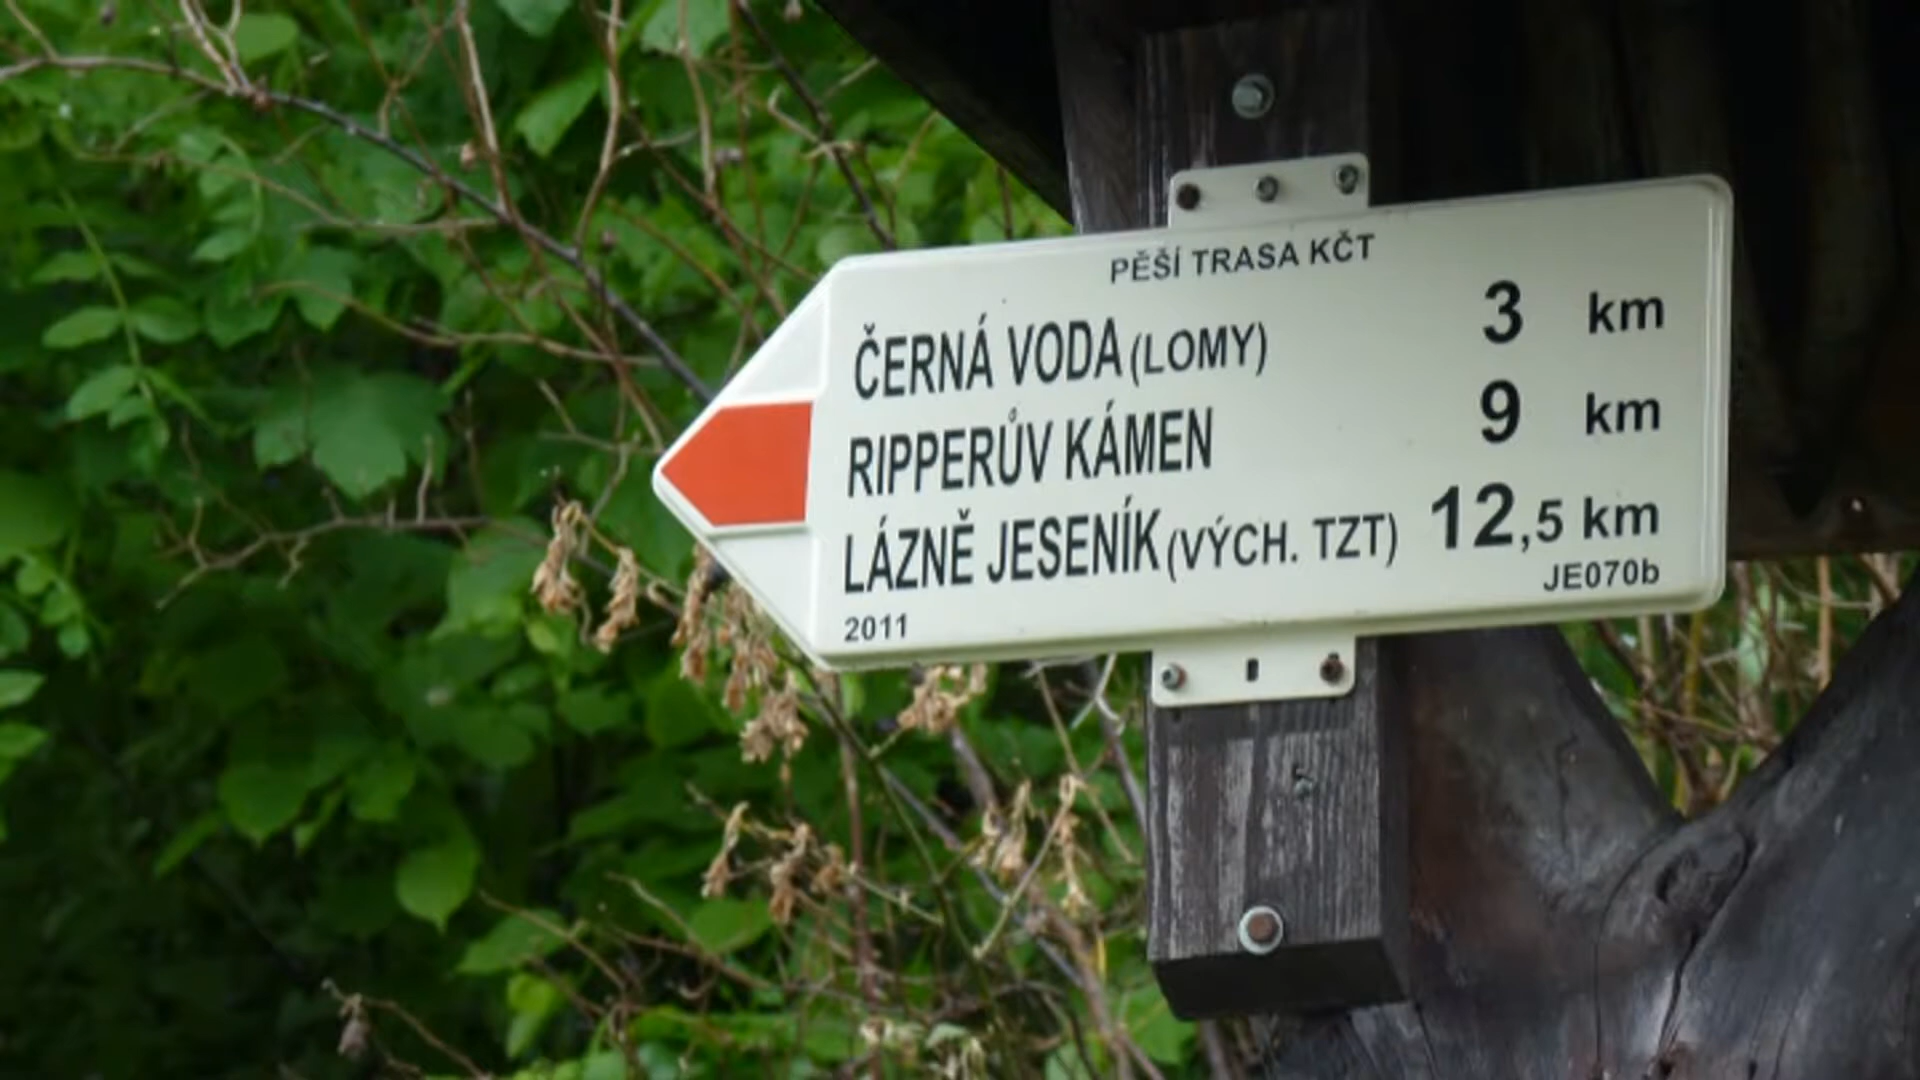 PĚŠÍ TRASA KČT
ČERNÁ VODA (LOMY) 3 km
RIPPERŮV KÁMEN 9 km
LÁZNĚ JESENÍK (VÝCH. TZT) 12,5 km
JE070b
2011